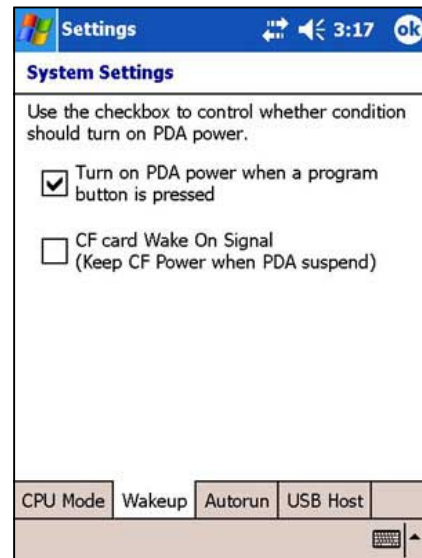 Settings 3:17 ok
System Settings
Use the checkbox to control whether condition
should turn on PDA power.
Turn on PDA power when a program
button is pressed
CF card Wake On Signal
(Keep CF Power when PDA suspend)
CPU Mode Wakeup Autorun USB Host